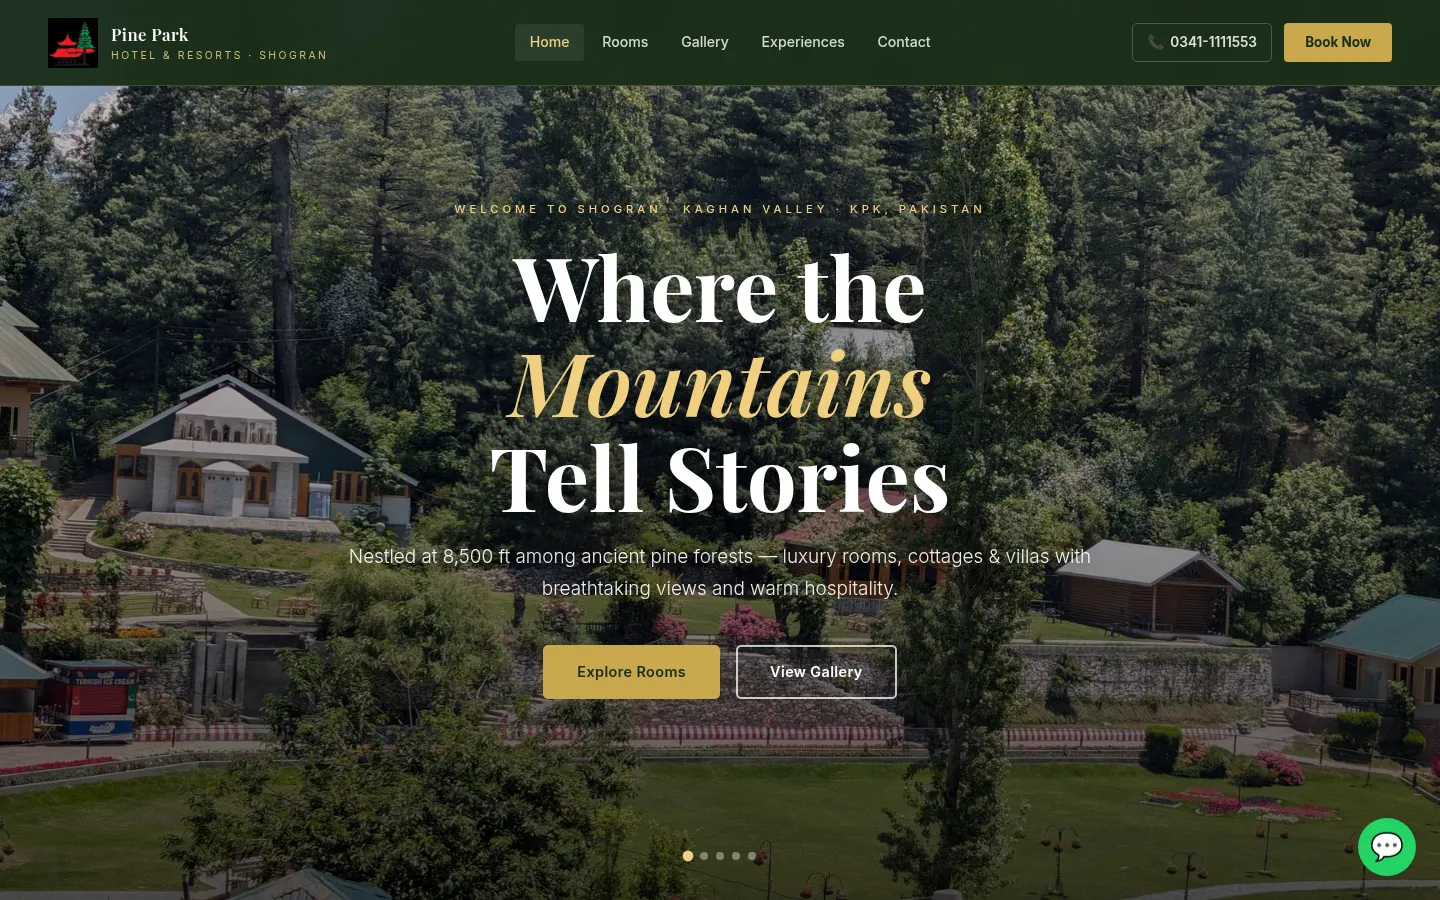 Pine Park
HOTEL & RESORTS · SHOGRAN
Home
Rooms
Gallery
Experiences
Contact
0341-1111553
Book Now
WELCOME TO SHOGRAN · KAGHAN VALLEY · KPK, PAKISTAN
Where the
Mountains
Tell Stories
Nestled at 8,500 ft among ancient pine forests — luxury rooms, cottages & villas with
breathtaking views and warm hospitality.
TURKISH ICE CREAM
Explore Rooms
View Gallery